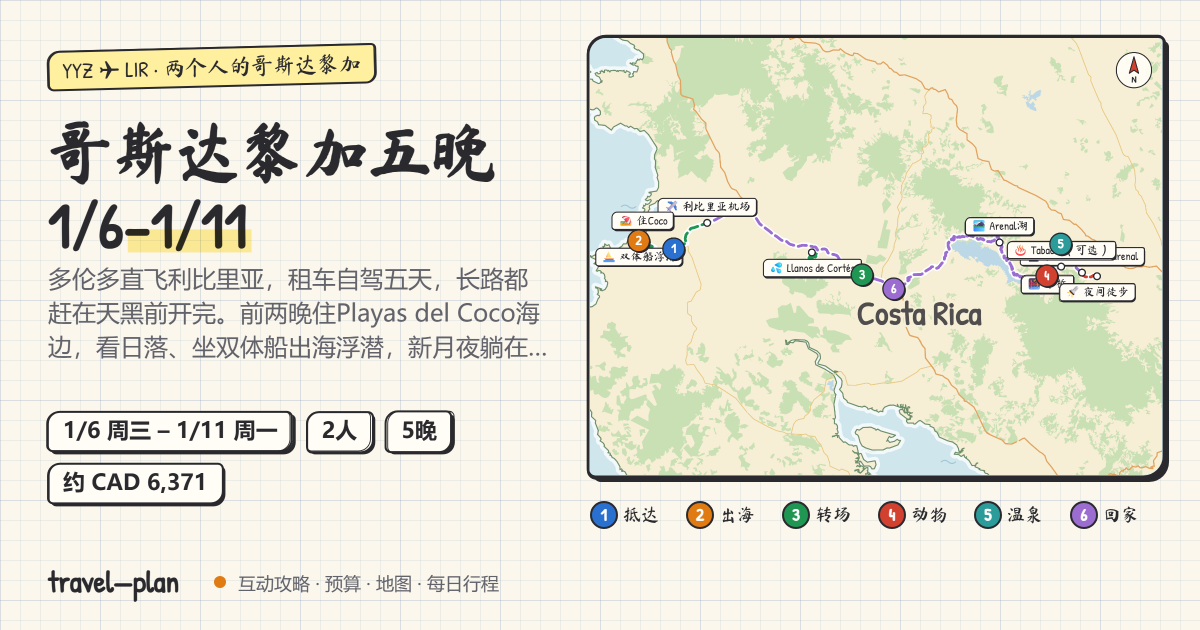 YYZ ✈ LIR · 两个人的哥斯达黎加
哥斯达黎加五晚
1/6–1/11
多伦多直飞利比里亚，租车自驾五天，长路都
赶在天黑前开完。前两晚住Playas del Coco海
边，看日落、坐双体船出海浮潜，新月夜躺在…
1/6 周三 – 1/11 周一
2人
5晚
约 CAD 6,371
travel–plan
互动攻略 · 预算 · 地图 · 每日行程
N
利比里亚机场
住Coco
2
1
双体船浮
Llanos de Corté
3
6
Costa Rica
Arenal湖
5
Taba
可选）
arenal
4
夜间徒步
1 抵达
2 出海
3 转场
4 动物
5 温泉
6 回家